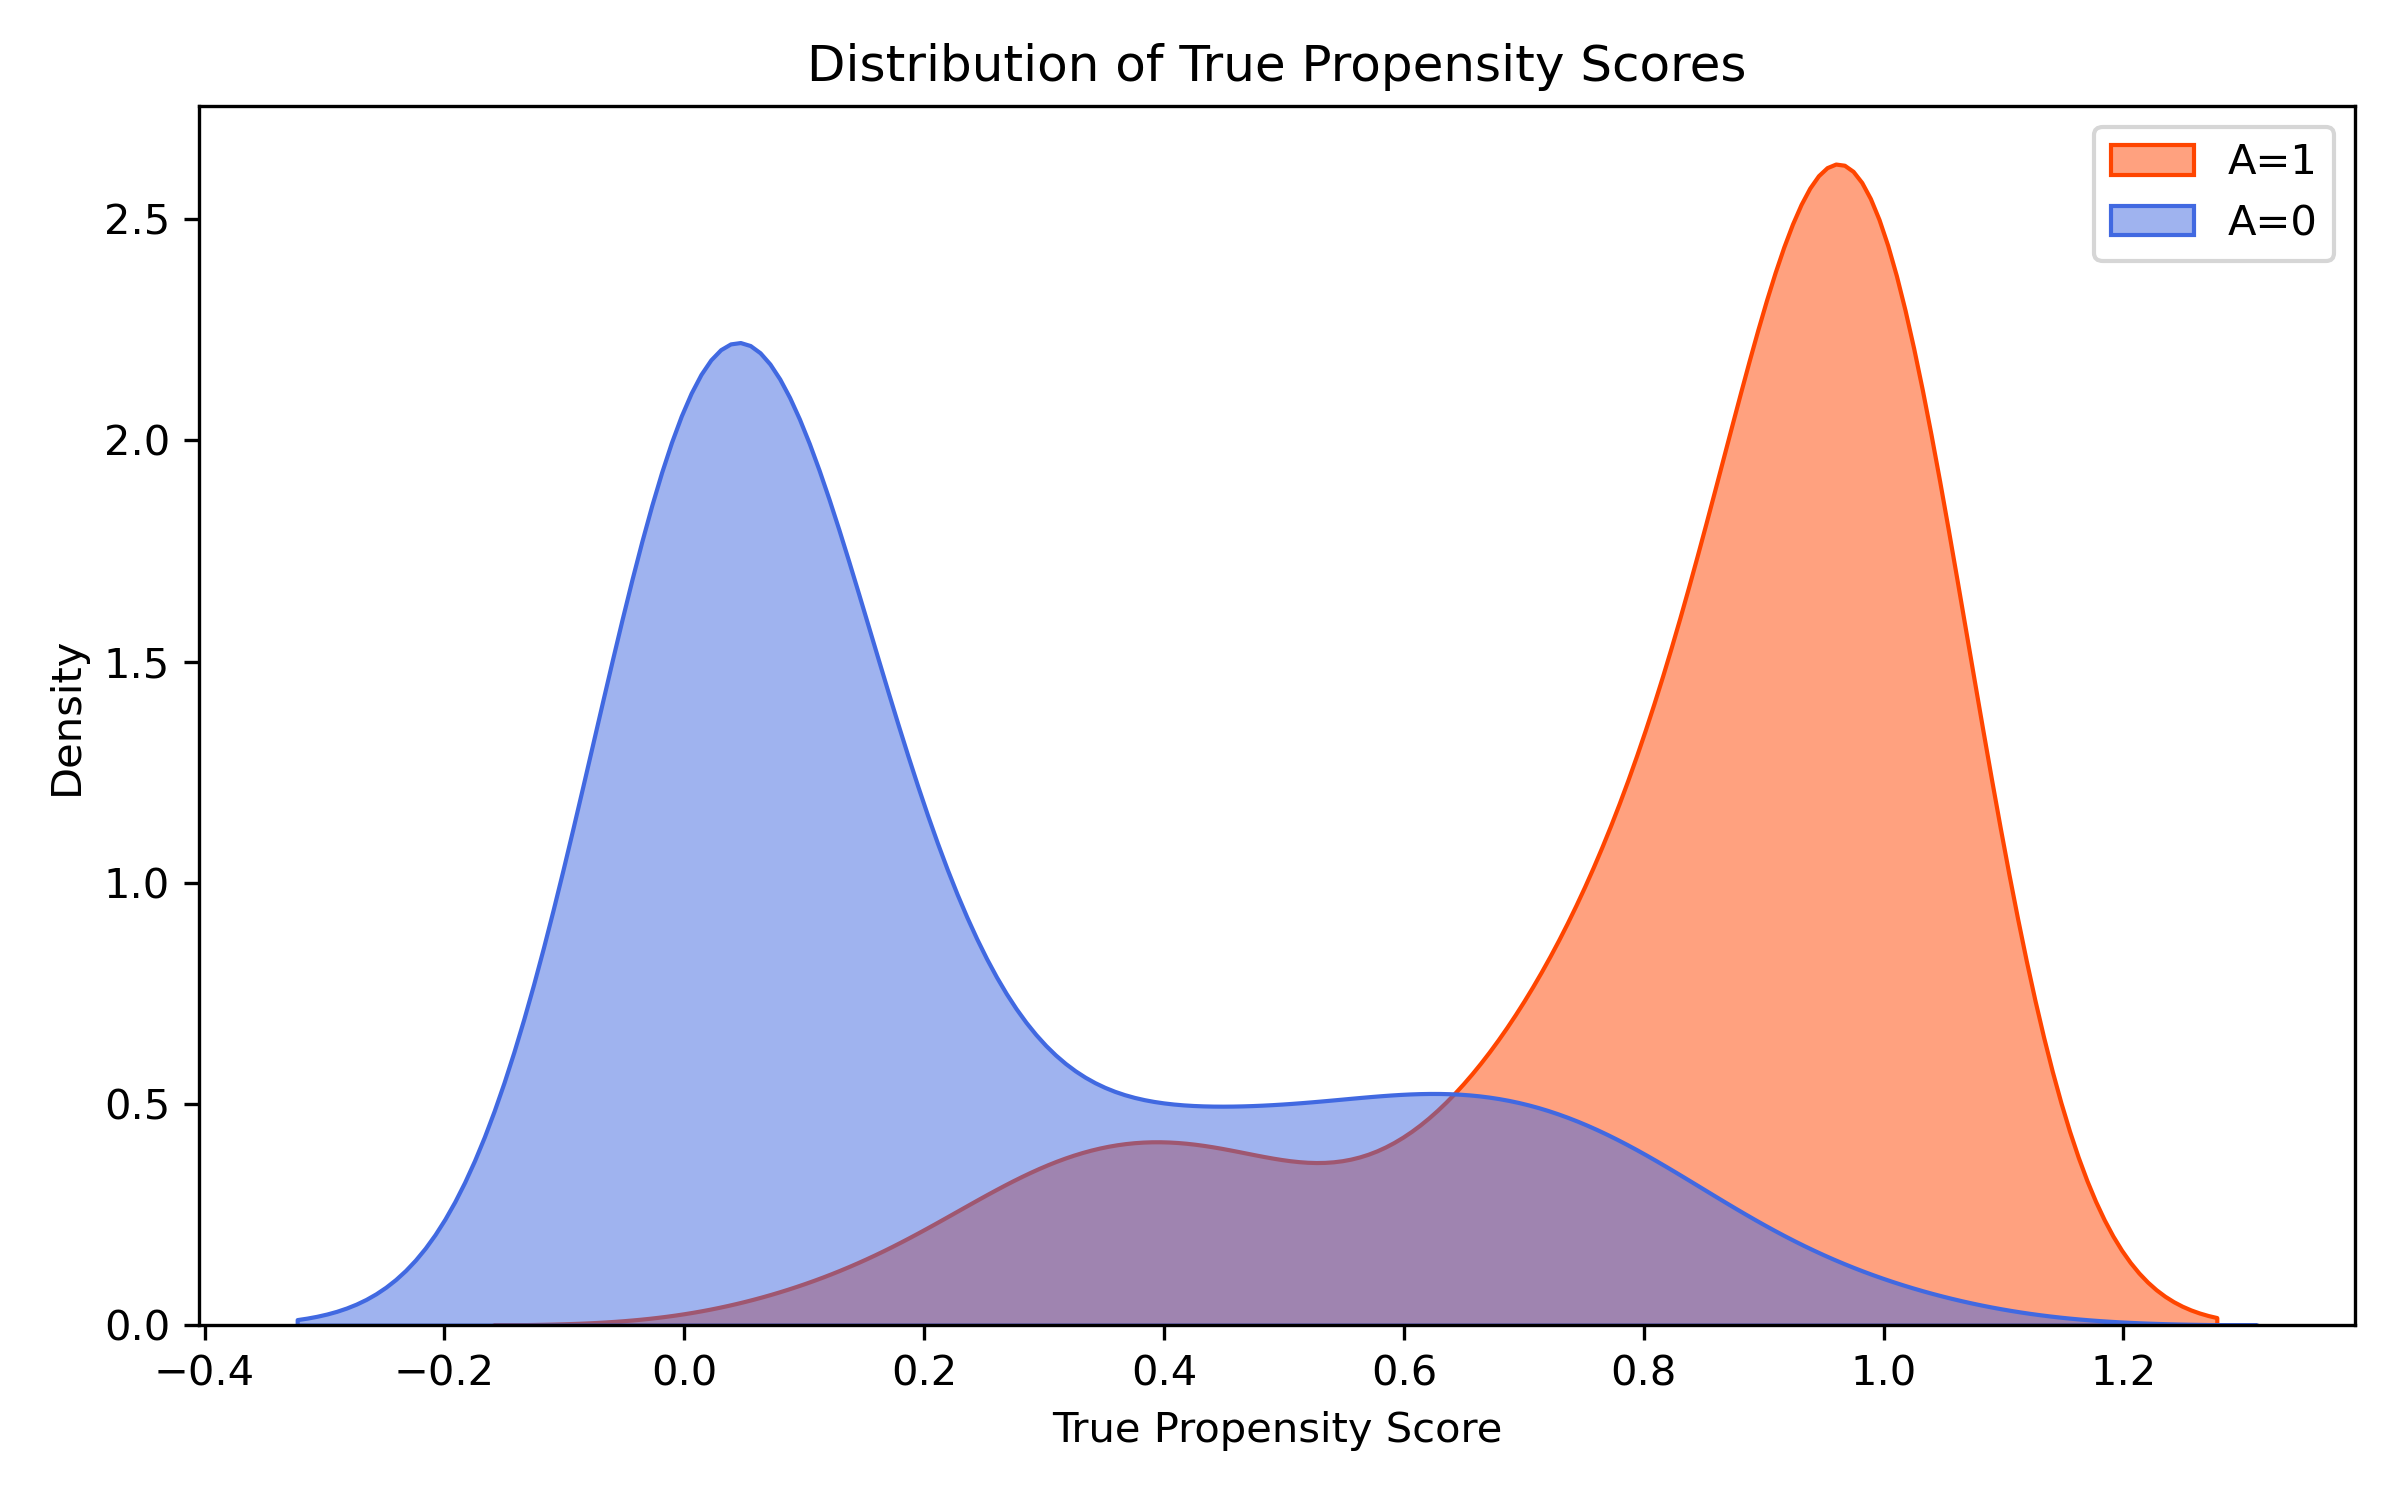 Distribution of True Propensity Scores
A=1
A=0
2.5
2.0
1.5
1.0
0.5
0.0
Density
−0.4 −0.2 0.0 0.2 0.4 0.6 0.8 1.0 1.2
True Propensity Score